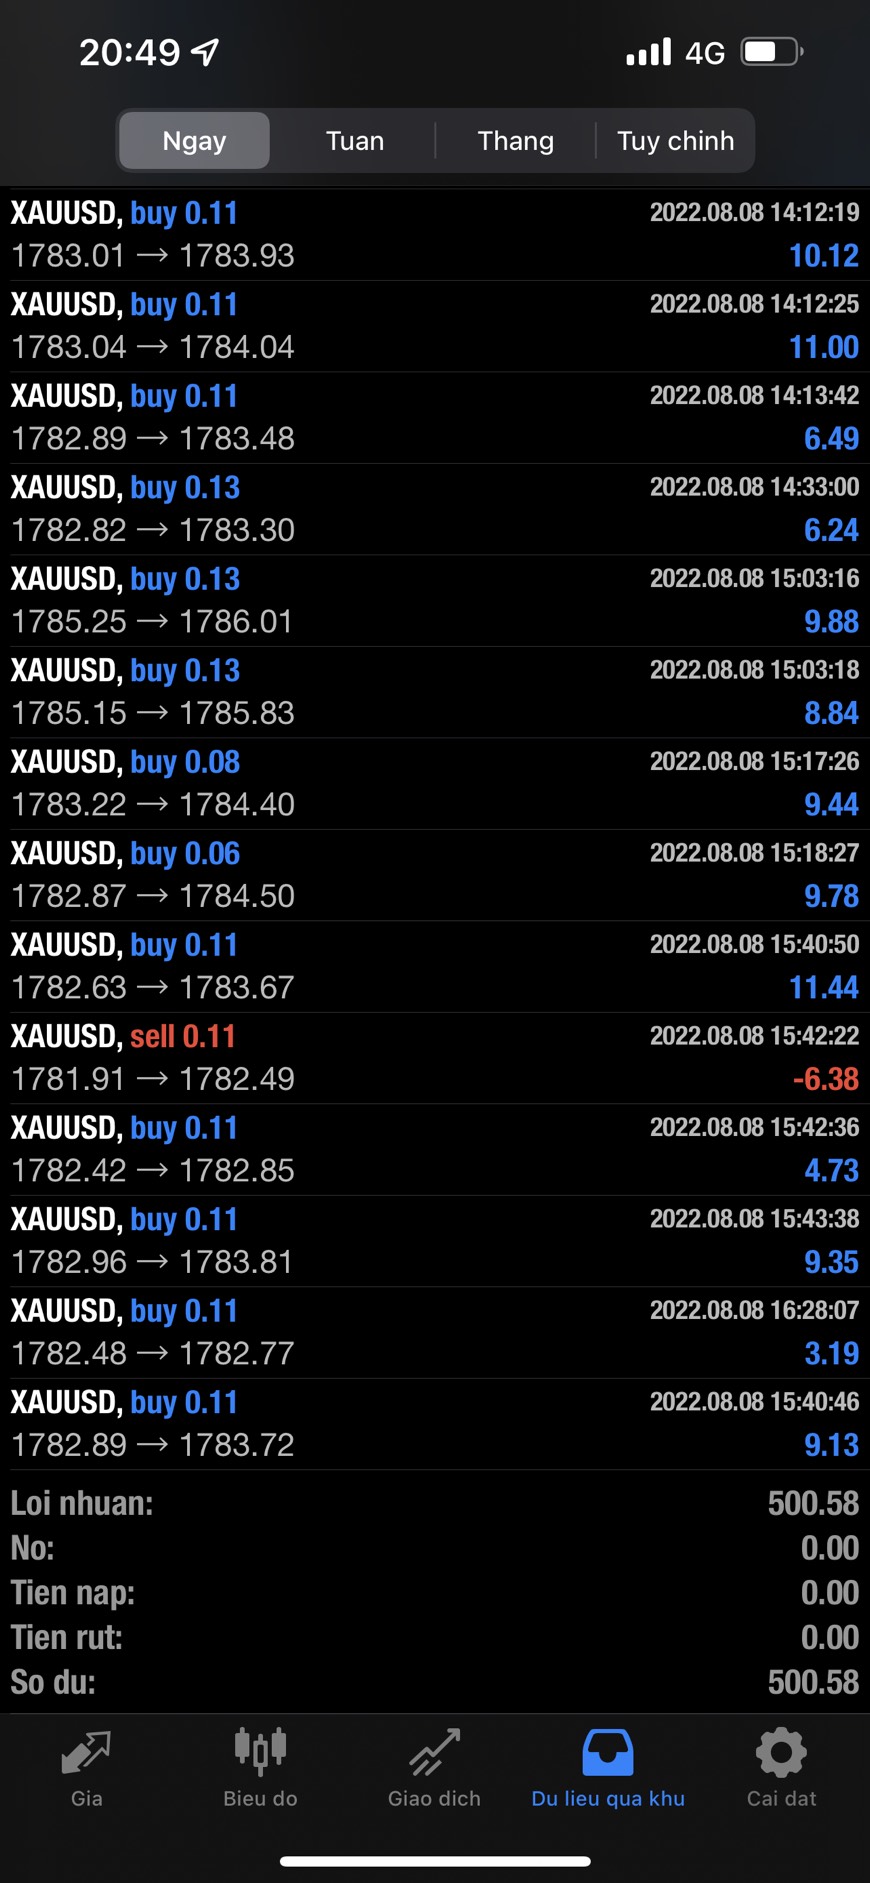 20:49
4G
Ngay Tuan Thang Tuy chinh
XAUUSD, buy 0.11 2022.08.08 14:12:19
1783.01 → 1783.93 10.12
XAUUSD, buy 0.11 2022.08.08 14:12:25
1783.04 → 1784.04 11.00
XAUUSD, buy 0.11 2022.08.08 14:13:42
1782.89 → 1783.48 6.49
XAUUSD, buy 0.13 2022.08.08 14:33:00
1782.82 → 1783.30 6.24
XAUUSD, buy 0.13 2022.08.08 15:03:16
1785.25 → 1786.01 9.88
XAUUSD, buy 0.13 2022.08.08 15:03:18
1785.15 → 1785.83 8.84
XAUUSD, buy 0.08 2022.08.08 15:17:26
1783.22 → 1784.40 9.44
XAUUSD, buy 0.06 2022.08.08 15:18:27
1782.87 → 1784.50 9.78
XAUUSD, buy 0.11 2022.08.08 15:40:50
1782.63 → 1783.67 11.44
XAUUSD, sell 0.11 2022.08.08 15:42:22
1781.91 → 1782.49 -6.38
XAUUSD, buy 0.11 2022.08.08 15:42:36
1782.42 → 1782.85 4.73
XAUUSD, buy 0.11 2022.08.08 15:43:38
1782.96 → 1783.81 9.35
XAUUSD, buy 0.11 2022.08.08 16:28:07
1782.48 → 1782.77 3.19
XAUUSD, buy 0.11 2022.08.08 15:40:46
1782.89 → 1783.72 9.13
Loi nhuan: 500.58
No: 0.00
Tien nap: 0.00
Tien rut: 0.00
So du: 500.58
Gia Bieu do Giao dich Du lieu qua khu Cai dat